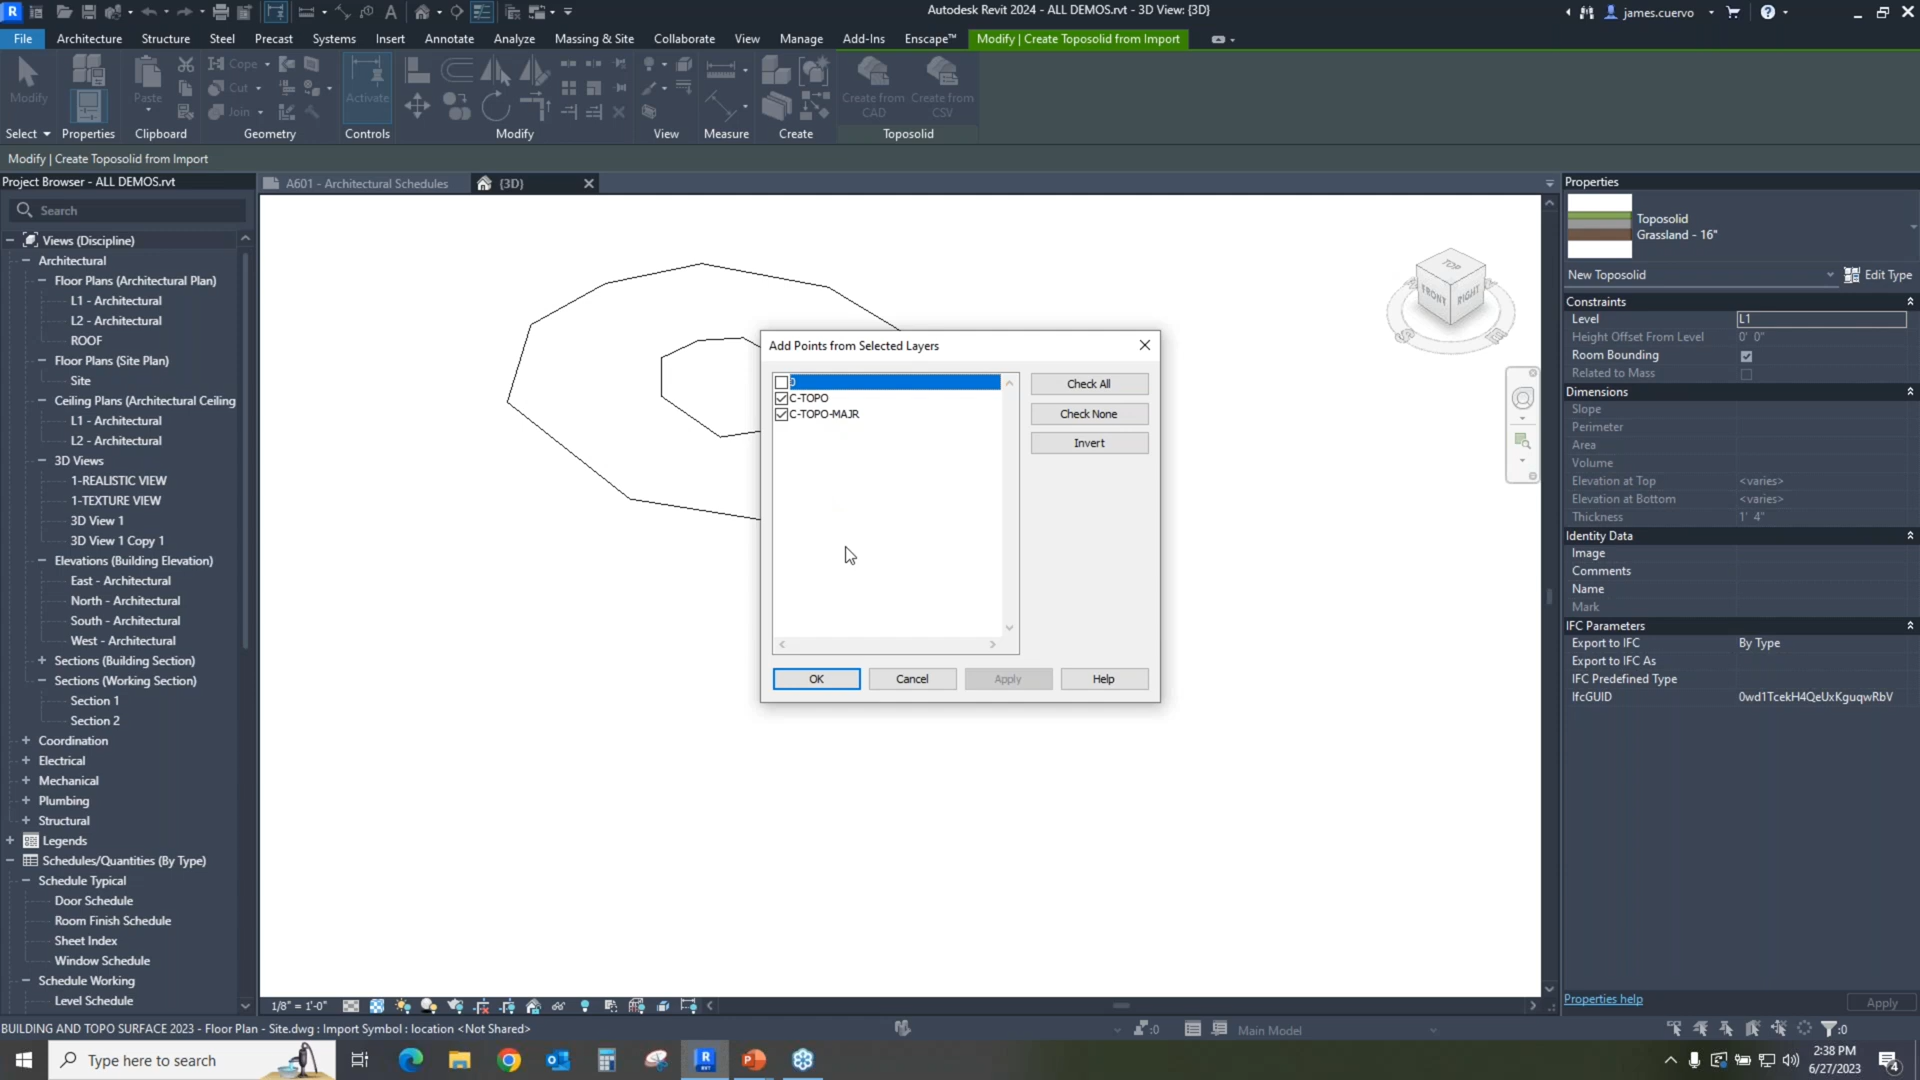 Autodesk Revit 2024 - ALL DEMOS.rvt - 3D View: {3D}
james.cuervo
File Architecture Structure Steel Precast Systems Insert Annotate Analyze Massing & Site Collaborate View Manage Add-Ins Enscape™ Modify | Create Toposolid from Import
Modify
Paste
Cope
Cut
Join
Activate
Create from CAD
Create from CSV
Select Properties Clipboard Geometry Controls Modify View Measure Create Toposolid
Modify | Create Toposolid from Import
Project Browser - ALL DEMOS.rvt
Search
Views (Discipline)
Architectural
Floor Plans (Architectural Plan)
L1 - Architectural
L2 - Architectural
ROOF
Floor Plans (Site Plan)
Site
Ceiling Plans (Architectural Ceiling
L1 - Architectural
L2 - Architectural
3D Views
1-REALISTIC VIEW
1-TEXTURE VIEW
3D View 1
3D View 1 Copy 1
Elevations (Building Elevation)
East - Architectural
North - Architectural
South - Architectural
West - Architectural
Sections (Building Section)
Sections (Working Section)
Section 1
Section 2
Coordination
Electrical
Mechanical
Plumbing
Structural
Legends
Schedules/Quantities (By Type)
Schedule Typical
Door Schedule
Room Finish Schedule
Sheet Index
Window Schedule
Schedule Working
Level Schedule
A601 - Architectural Schedules
{3D}
TOP
FRONT
RIGHT
Add Points from Selected Layers
0
C-TOPO
C-TOPO-MAJR
Check All
Check None
Invert
OK
Cancel
Apply
Help
1/8" = 1'-0"
Properties
Toposolid
Grassland - 16"
New Toposolid
Edit Type
Constraints
Level L1
Height Offset From Level 0' 0"
Room Bounding
Related to Mass
Dimensions
Slope
Perimeter
Area
Volume
Elevation at Top <varies>
Elevation at Bottom <varies>
Thickness 1' 4"
Identity Data
Image
Comments
Name
Mark
IFC Parameters
Export to IFC By Type
Export to IFC As
IFC Predefined Type
IfcGUID 0wd1TcekH4QeUxKguqwRbV
Properties help
Apply
BUILDING AND TOPO SURFACE 2023 - Floor Plan - Site.dwg : Import Symbol : location <Not Shared>
:0
Main Model
:0
Type here to search
2:38 PM
6/27/2023
4